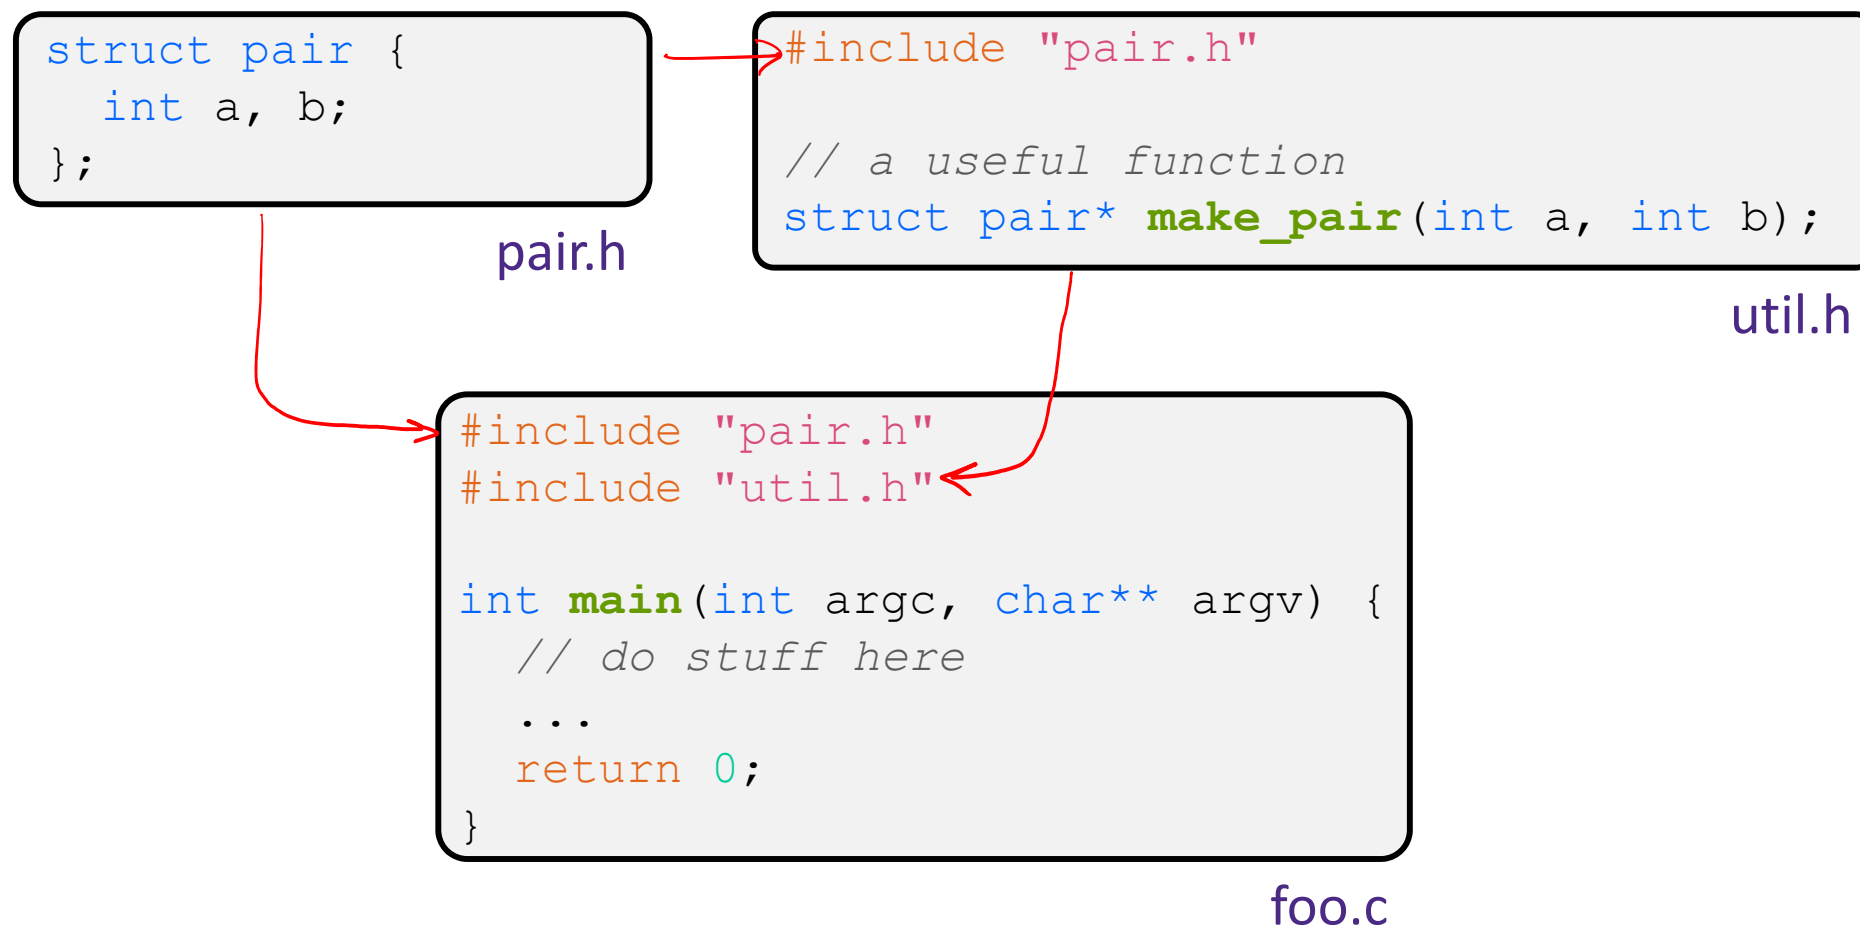 struct pair {
  int a, b;
};
pair.h
#include "pair.h"
// a useful function
struct pair* make_pair(int a, int b);
util.h
#include "pair.h"
#include "util.h"
int main(int argc, char** argv) {
  // do stuff here
  ...
  return 0;
}
foo.c